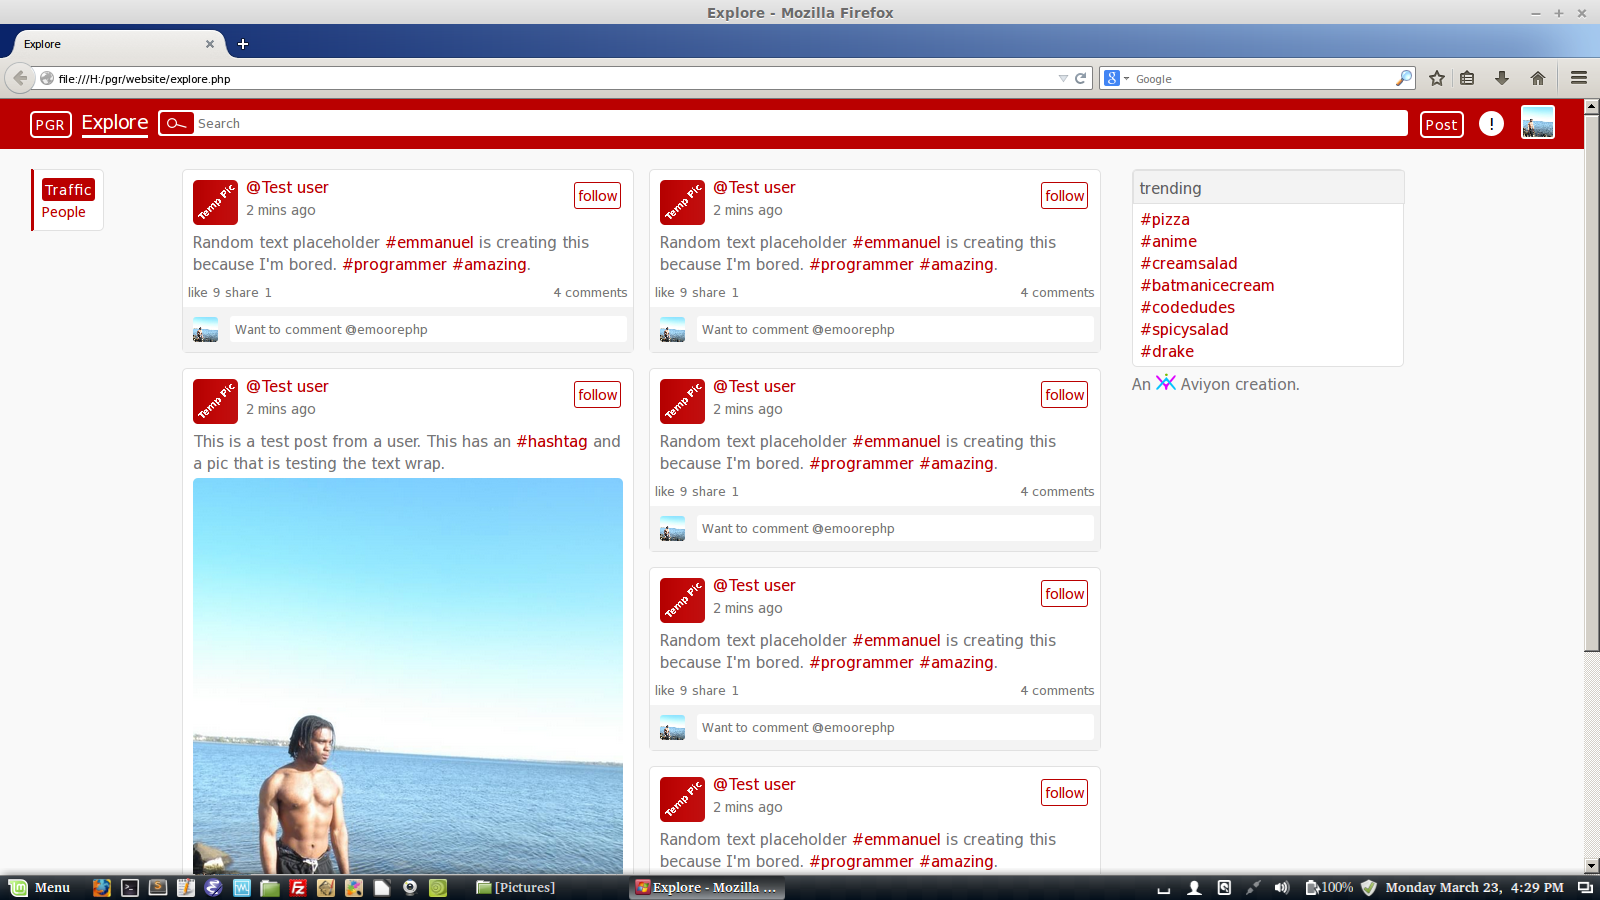 Explore - Mozilla Firefox
Explore
file:///H:/pgr/website/explore.php
Google
PGR
Explore
Search
Post
!
Traffic
People
Temp Pic
@Test user
2 mins ago
follow
Random text placeholder #emmanuel is creating this
because I'm bored. #programmer #amazing.
like 9 share 1
4 comments
Want to comment @emoorephp
Temp Pic
@Test user
2 mins ago
follow
This is a test post from a user. This has an #hashtag and
a pic that is testing the text wrap.
Temp Pic
@Test user
2 mins ago
follow
Random text placeholder #emmanuel is creating this
because I'm bored. #programmer #amazing.
like 9 share 1
4 comments
Want to comment @emoorephp
Temp Pic
@Test user
2 mins ago
follow
Random text placeholder #emmanuel is creating this
because I'm bored. #programmer #amazing.
like 9 share 1
4 comments
Want to comment @emoorephp
Temp Pic
@Test user
2 mins ago
follow
Random text placeholder #emmanuel is creating this
because I'm bored. #programmer #amazing.
like 9 share 1
4 comments
Want to comment @emoorephp
Temp Pic
@Test user
2 mins ago
follow
Random text placeholder #emmanuel is creating this
because I'm bored. #programmer #amazing.
trending
#pizza
#anime
#creamsalad
#batmanicecream
#codedudes
#spicysalad
#drake
An Aviyon creation.
Menu
[Pictures]
Explore - Mozilla ...
100%
Monday March 23, 4:29 PM